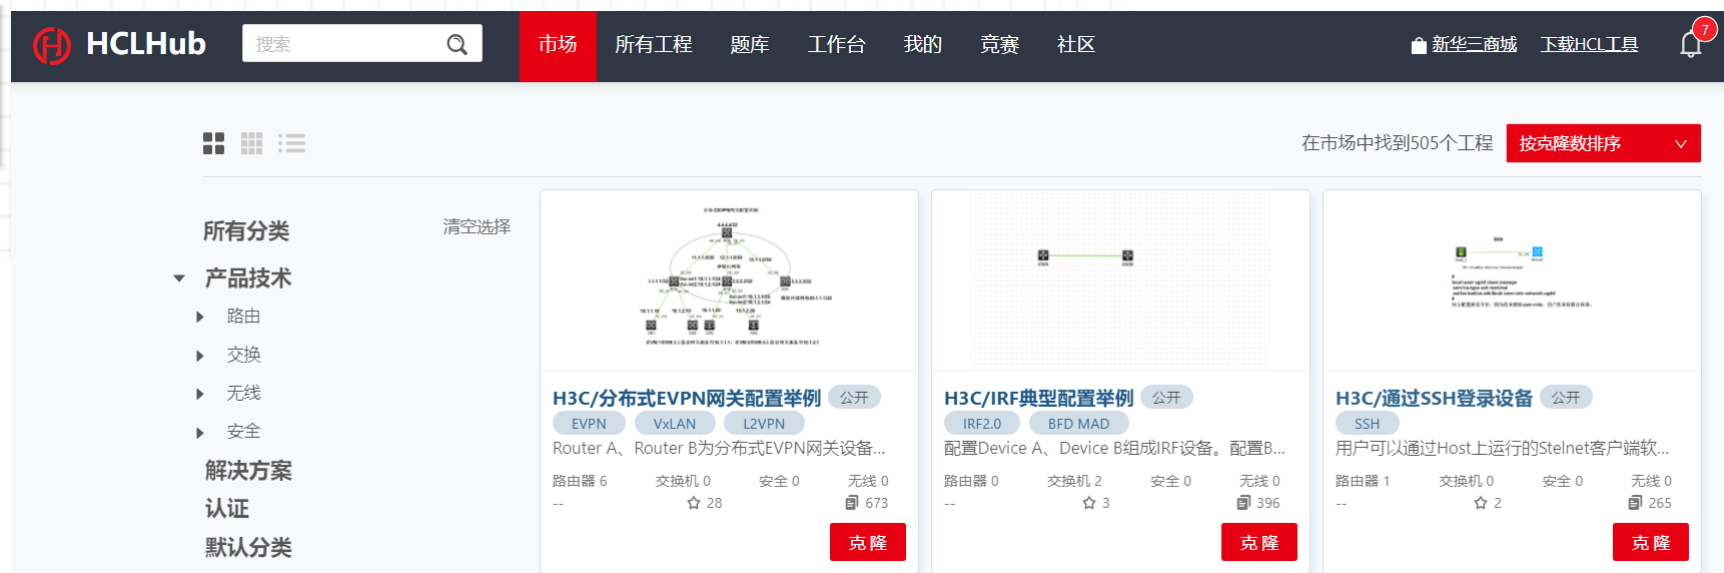 HCLHub 搜索 市场 所有工程 题库 工作台 我的 竞赛 社区 新华三商城 下载HCL工具 7
在市场中找到505个工程 按克隆数排序
所有分类 清空选择
产品技术
路由
交换
无线
安全
解决方案
认证
默认分类
H3C/分布式EVPN网关配置举例 公开
EVPN VxLAN L2VPN
Router A、Router B为分布式EVPN网关设备...
路由器 6 交换机 0 安全 0 无线 0
-- 28 673
克隆
H3C/IRF典型配置举例 公开
IRF2.0 BFD MAD
配置Device A、Device B组成IRF设备。配置B...
路由器 0 交换机 2 安全 0 无线 0
-- 3 396
克隆
SSH
H3C/通过SSH登录设备 公开
SSH
用户可以通过Host上运行的Stelnet客户端软...
路由器 1 交换机 0 安全 0 无线 0
-- 2 265
克隆